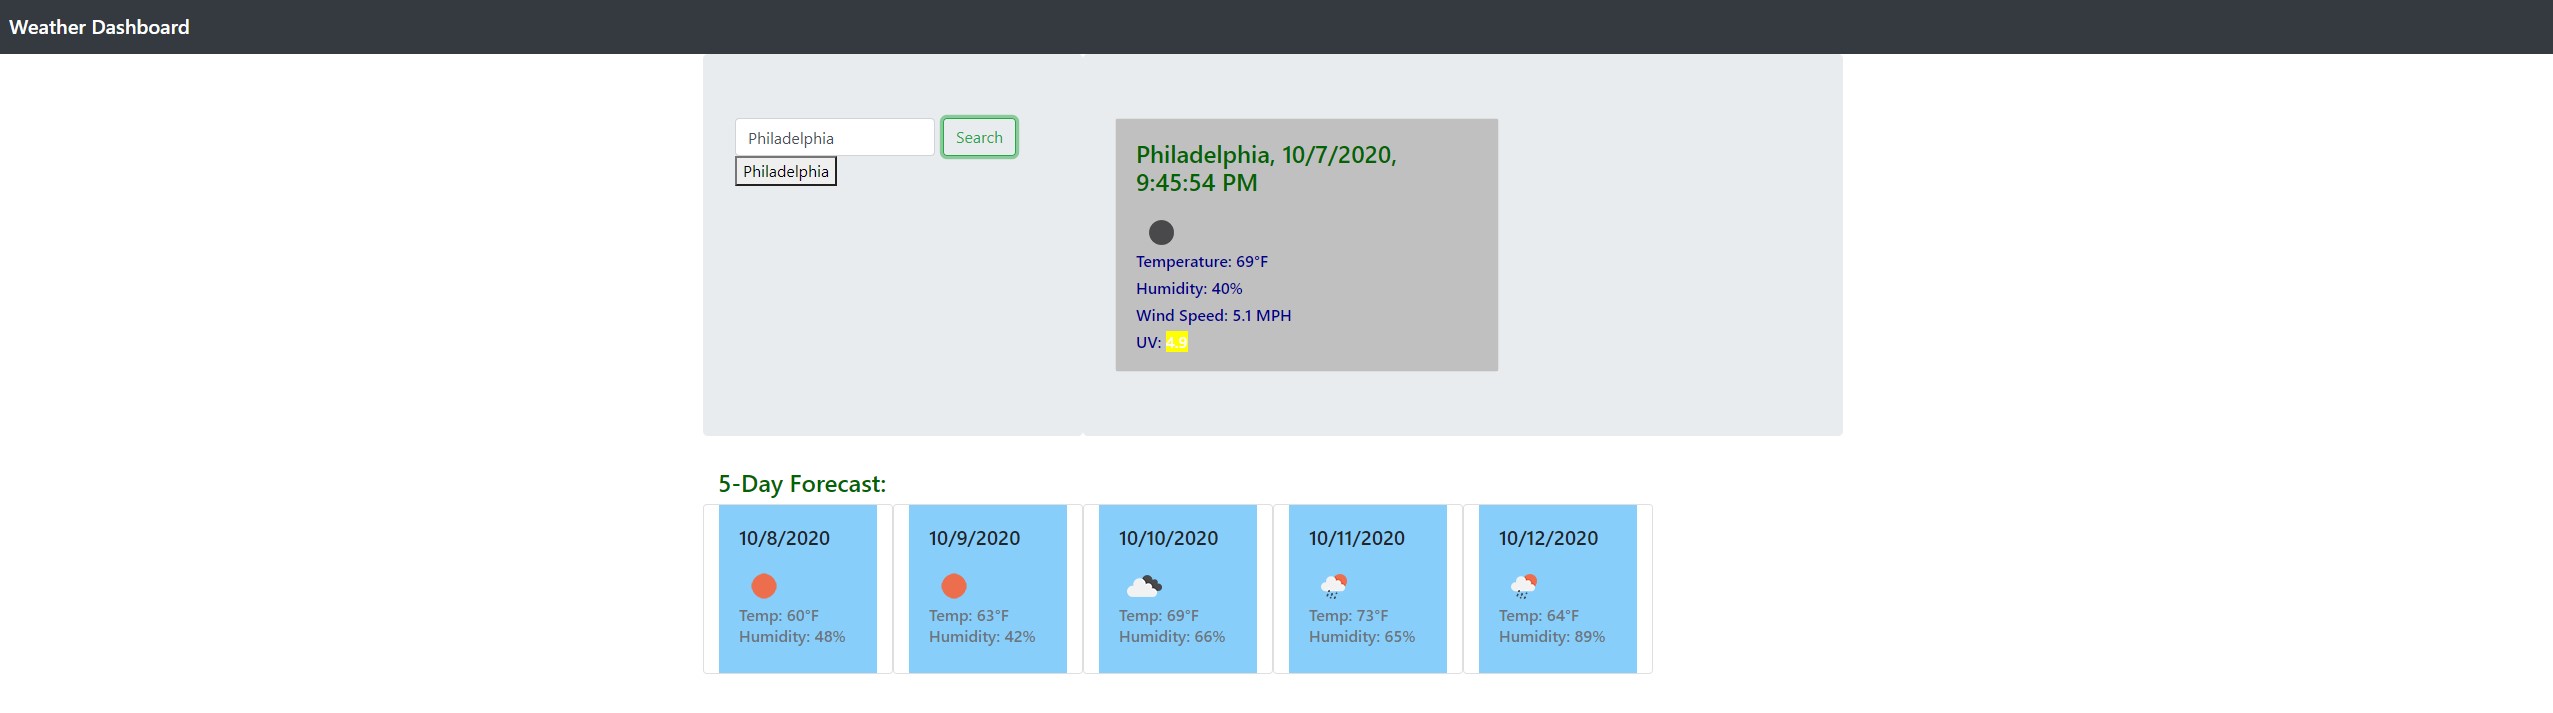 Weather Dashboard
Philadelphia
Search
Philadelphia
Philadelphia, 10/7/2020,
9:45:54 PM
Temperature: 69°F
Humidity: 40%
Wind Speed: 5.1 MPH
UV: 4.9
5-Day Forecast:
10/8/2020
Temp: 60°F
Humidity: 48%
10/9/2020
Temp: 63°F
Humidity: 42%
10/10/2020
Temp: 69°F
Humidity: 66%
10/11/2020
Temp: 73°F
Humidity: 65%
10/12/2020
Temp: 64°F
Humidity: 89%